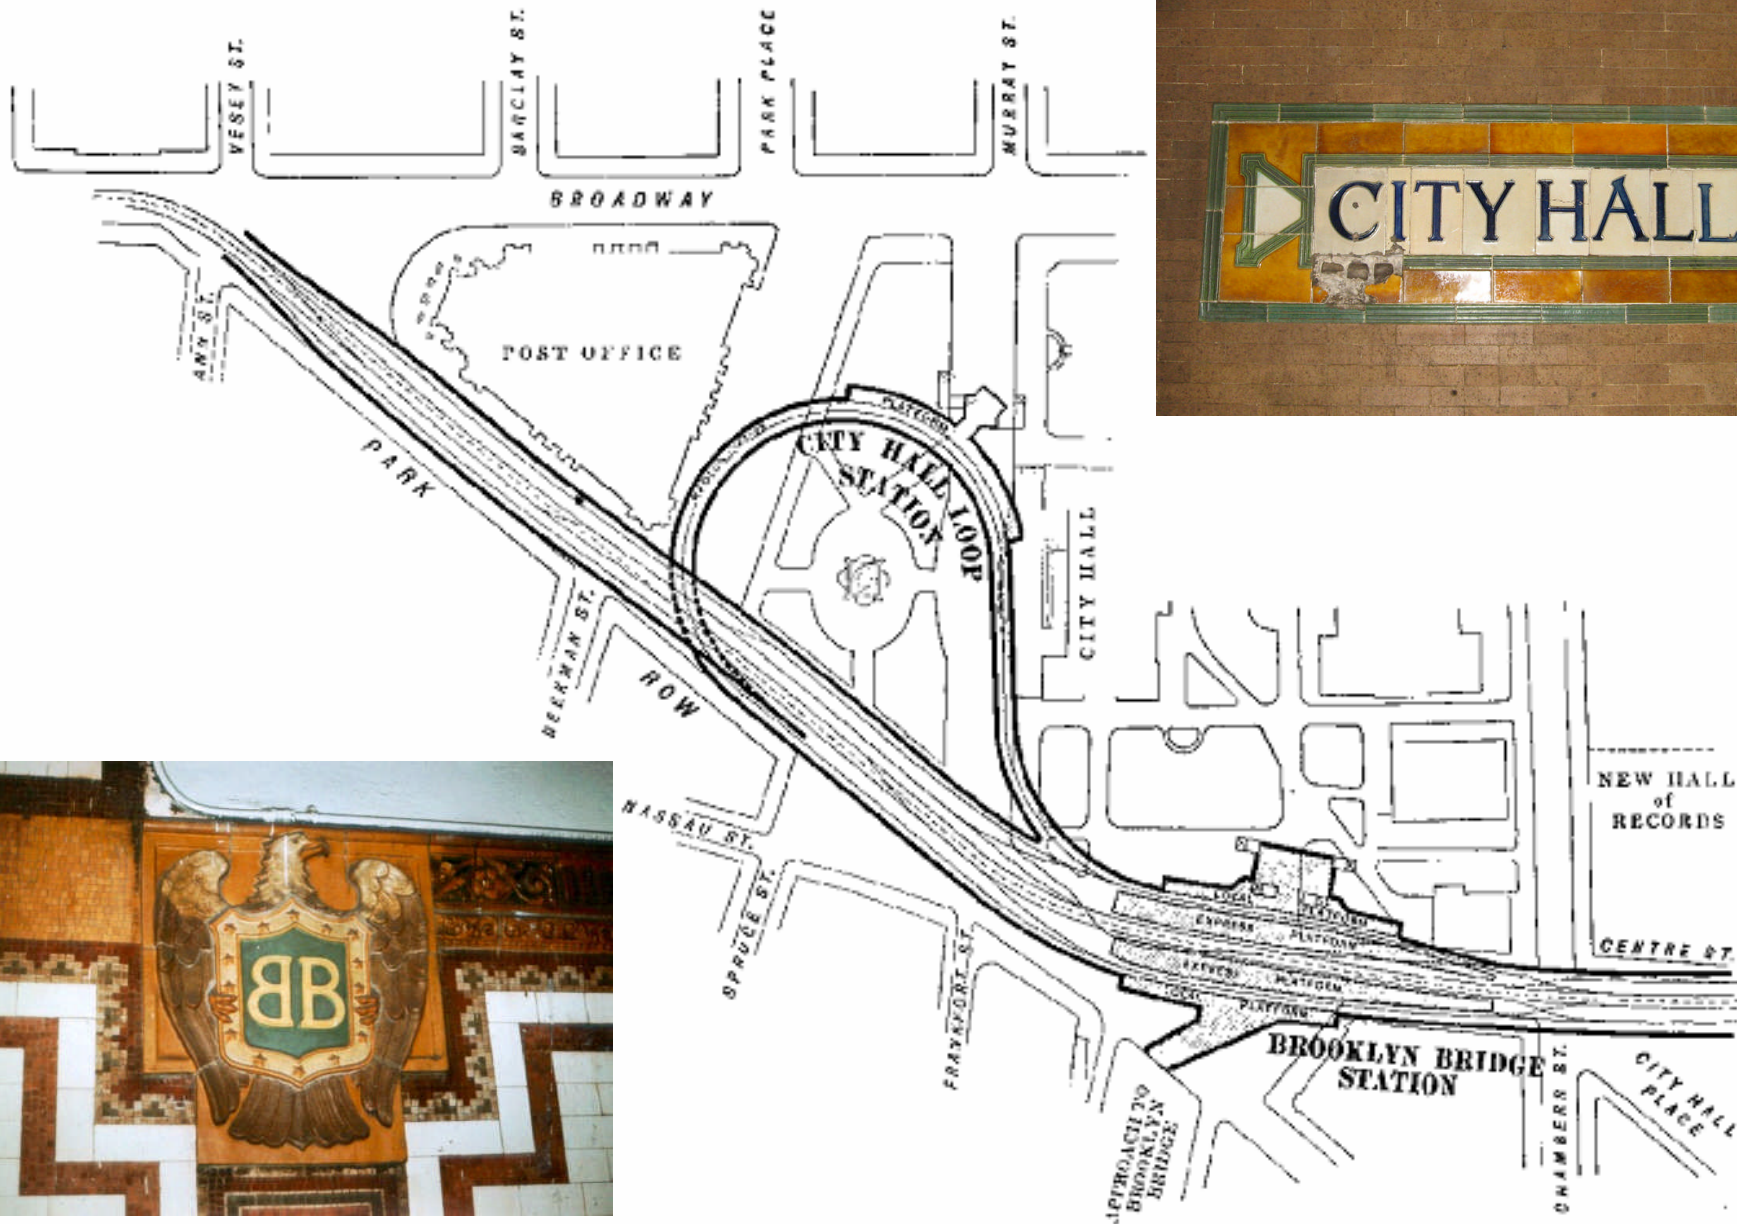 VESEY ST.
BARCLAY ST.
PARK PLACE
MURRAY ST.
BROADWAY
CITY HALL
ANN ST.
POST OFFICE
PARK
ROW
PLATFORM
CITY HALL LOOP
STATION
CITY HALL
BEEKMAN ST.
NASSAU ST.
SPRUCE ST.
FRANKFORT ST.
NEW HALL
of
RECORDS
CENTRE ST.
LOCAL PLATFORM
EXPRESS PLATFORM
EXPRESS PLATFORM
LOCAL PLATFORM
BROOKLYN BRIDGE
STATION
CHAMBERS ST.
CITY HALL
PLACE
APPROACH TO
BROOKLYN
BRIDGE
BB